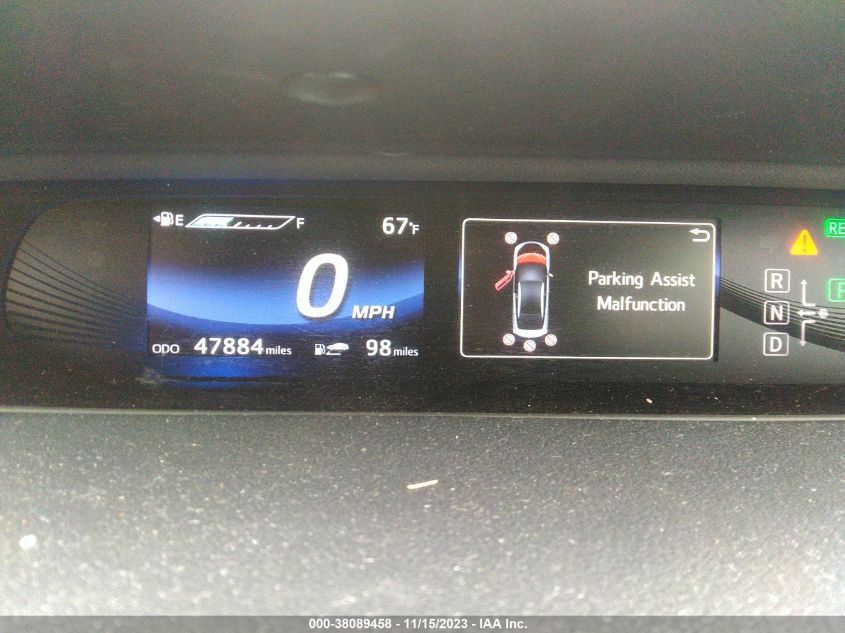 E F 67°F
0 MPH
ODO 47884 miles 98 miles
Parking Assist
Malfunction
R
N
D
P
000-38089458 - 11/15/2023 - IAA Inc.